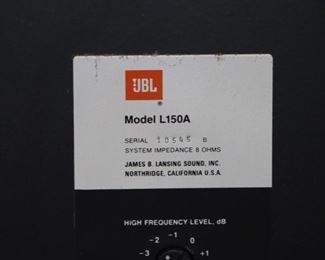 JBL
®
Model L150A
SERIAL 10545 B
SYSTEM IMPEDANCE 8 OHMS
JAMES B. LANSING SOUND, INC.
NORTHRIDGE, CALIFORNIA U.S.A.
HIGH FREQUENCY LEVEL, dB
-3 -2 -1 0 +1